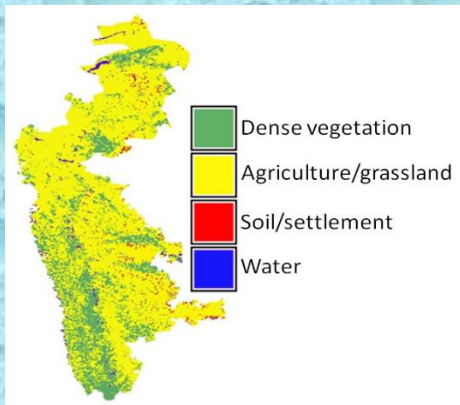 Dense vegetation
Agriculture/grassland
Soil/settlement
Water